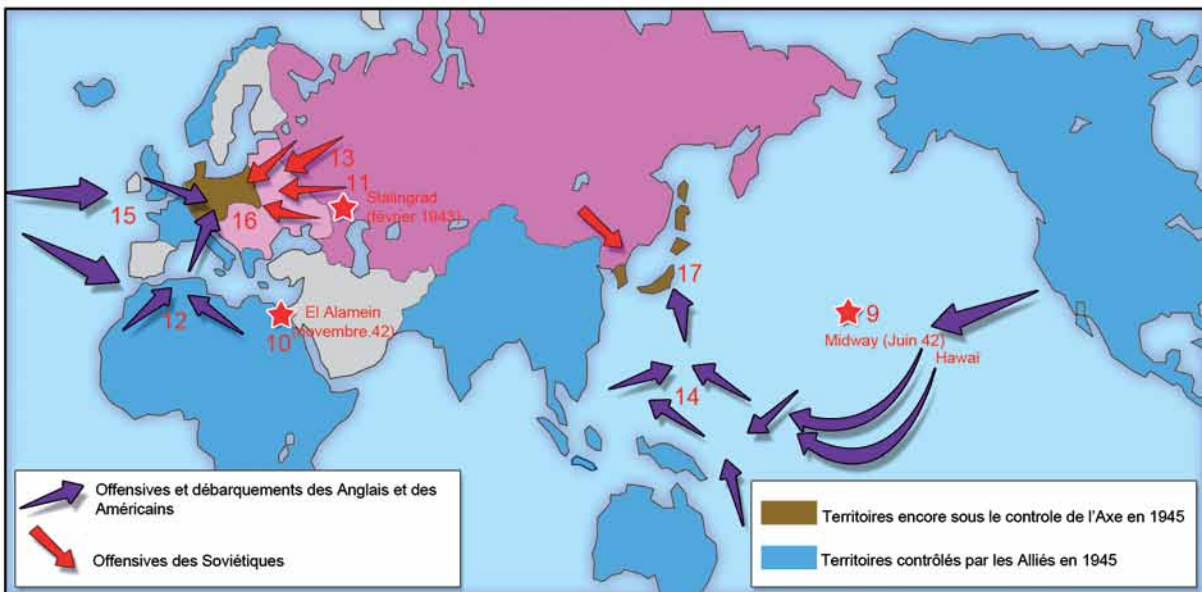 13
11
Stalingrad
(février 1943)
15
16
17
12
El Alamein
(novembre.42)
10
9
Midway (Juin 42)
Hawai
14
Offensives et débarquements des Anglais et des
Américains
Offensives des Soviétiques
Territoires encore sous le controle de l'Axe en 1945
Territoires contrôlés par les Alliés en 1945